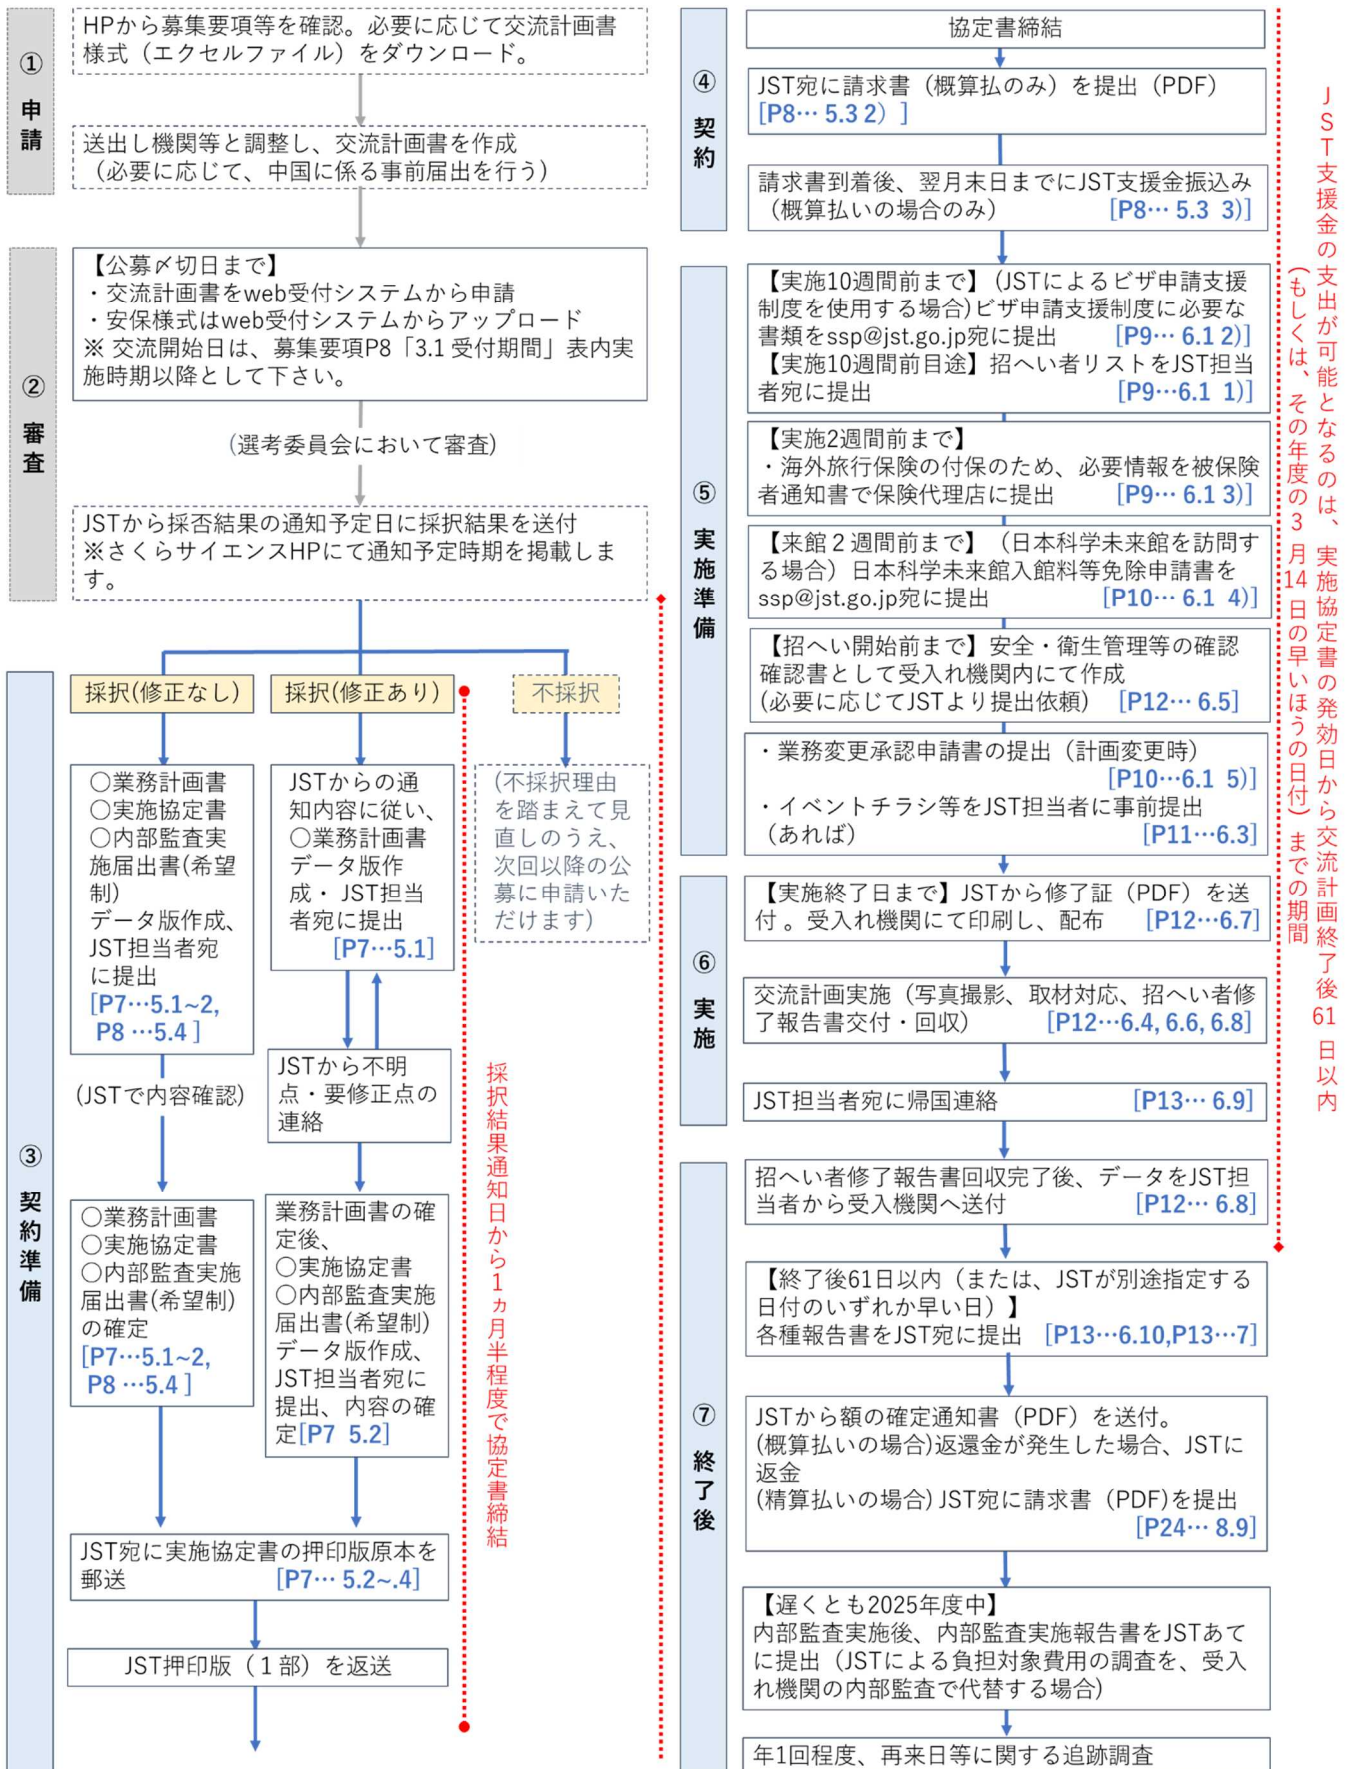 ①
申
請
HPから募集要項等を確認。必要に応じて交流計画書
様式（エクセルファイル）をダウンロード。
送出し機関等と調整し、交流計画書を作成
（必要に応じて、中国に係る事前届出を行う）
②
審
査
【公募〆切日まで】
・交流計画書をweb受付システムから申請
・安保様式はweb受付システムからアップロード
※ 交流開始日は、募集要項P8「3.1 受付期間」表内実
施時期以降として下さい。
(選考委員会において審査)
JSTから採否結果の通知予定日に採択結果を送付
※さくらサイエンスHPにて通知予定時期を掲載しま
す。
③
契
約
準
備
採択(修正なし)
採択(修正あり)
不採択
〇業務計画書
〇実施協定書
〇内部監査実
施届出書(希望
制)
データ版作成、
JST担当者宛
に提出
[P7…5.1~2,
P8 …5.4 ]
(JSTで内容確認)
〇業務計画書
〇実施協定書
〇内部監査実施
届出書(希望制)
の確定
[P7…5.1~2,
P8 …5.4 ]
JSTからの通
知内容に従い、
〇業務計画書
データ版作
成・ JST担当
者宛に提出
[P7…5.1]
JSTから不明
点・要修正点の
連絡
業務計画書の確
定後、
〇実施協定書
〇内部監査実施
届出書(希望制)
データ版作成、
JST担当者宛に
提出、内容の確
定[P7 5.2]
(不採択理由
を踏まえて見
直しのうえ、
次回以降の公
募に申請いた
だけます)
採択結果通知日から1ヵ月半程度で協定書締結
JST宛に実施協定書の押印版原本を
郵送 [P7… 5.2~.4]
JST押印版（１部）を返送
④
契
約
協定書締結
JST宛に請求書（概算払のみ）を提出（PDF）
[P8… 5.3 2）]
請求書到着後、翌月末日までにJST支援金振込み
（概算払いの場合のみ） [P8… 5.3 3)]
⑤
実
施
準
備
【実施10週間前まで】(JSTによるビザ申請支援
制度を使用する場合)ビザ申請支援制度に必要な
書類をssp@jst.go.jp宛に提出 [P9… 6.1 2)]
【実施10週間前目途】招へい者リストをJST担当
者宛に提出 [P9…6.1 1)]
【実施2週間前まで】
・海外旅行保険の付保のため、必要情報を被保険
者通知書で保険代理店に提出 [P9… 6.1 3)]
【来館２週間前まで】（日本科学未来館を訪問す
る場合）日本科学未来館入館料等免除申請書を
ssp@jst.go.jp宛に提出 [P10… 6.1 4)]
【招へい開始前まで】安全・衛生管理等の確認
確認書として受入れ機関内にて作成
(必要に応じてJSTより提出依頼) [P12… 6.5]
・業務変更承認申請書の提出（計画変更時）
[P10…6.1 5)]
・イベントチラシ等をJST担当者に事前提出
（あれば） [P11…6.3]
⑥
実
施
【実施終了日まで】JSTから修了証（PDF）を送
付 。受入れ機関にて印刷し、配布 [P12…6.7]
交流計画実施（写真撮影、取材対応、招へい者修
了報告書交付・回収） [P12…6.4, 6.6, 6.8]
JST担当者宛に帰国連絡 [P13… 6.9]
⑦
終
了
後
招へい者修了報告書回収完了後、データをJST担
当者から受入機関へ送付 [P12… 6.8]
【終了後61日以内（または、JSTが別途指定する
日付のいずれか早い日）】
各種報告書をJST宛に提出 [P13…6.10,P13…7]
JSTから額の確定通知書（PDF）を送付。
(概算払いの場合)返還金が発生した場合、JSTに
返金
(精算払いの場合) JST宛に請求書（PDF)を提出
[P24… 8.9]
【遅くとも2025年度中】
内部監査実施後、内部監査実施報告書をJSTあて
に提出（JSTによる負担対象費用の調査を、受入
れ機関の内部監査で代替する場合）
年1回程度、再来日等に関する追跡調査
JST支援金の支出が可能となるのは、実施協定書の発効日から交流計画終了後61日以内
（もしくは、その年度の3月14日の早いほうの日付）までの期間